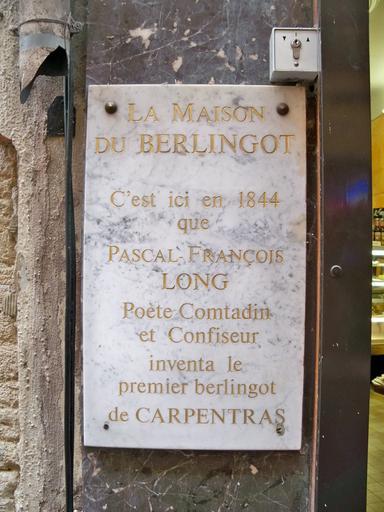 LA MAISON
DU BERLINGOT
C'est ici en 1844
que
PASCAL-FRANÇOIS
LONG
Poète Comtadin
et Confiseur
inventa le
premier berlingot
de CARPENTRAS